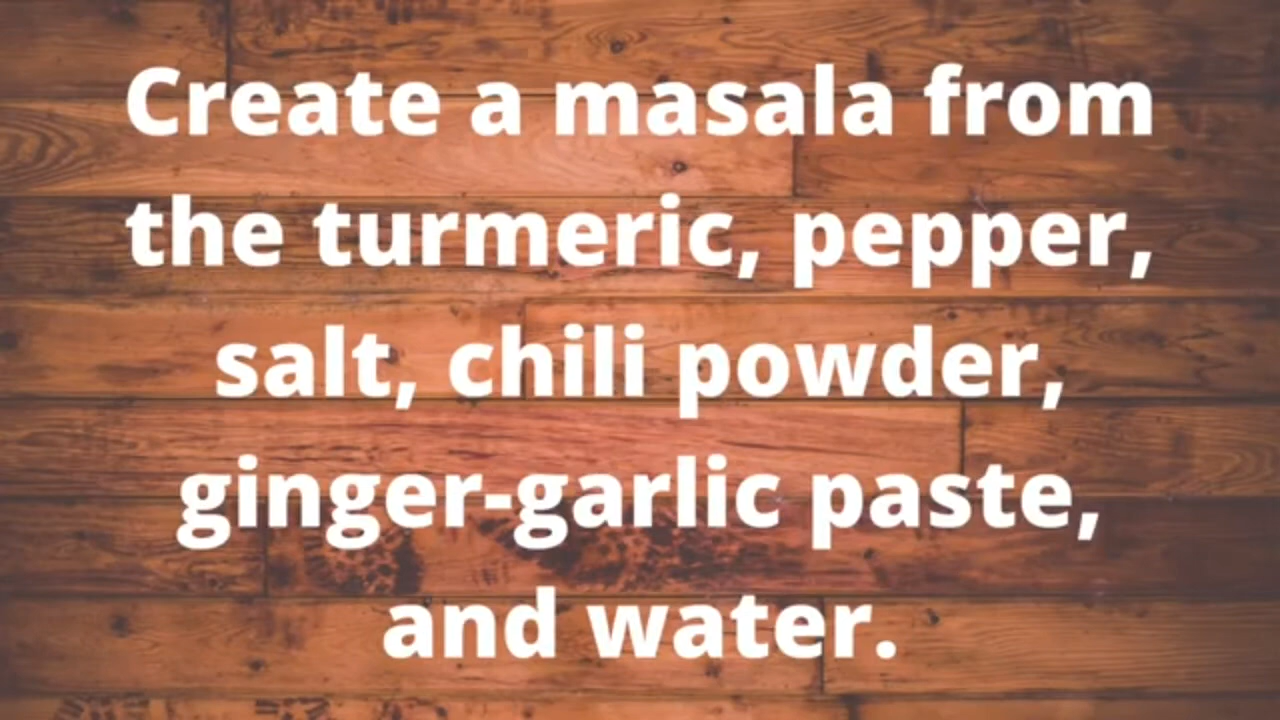 Create a masala from
the turmeric, pepper,
salt, chili powder,
ginger-garlic paste,
and water.